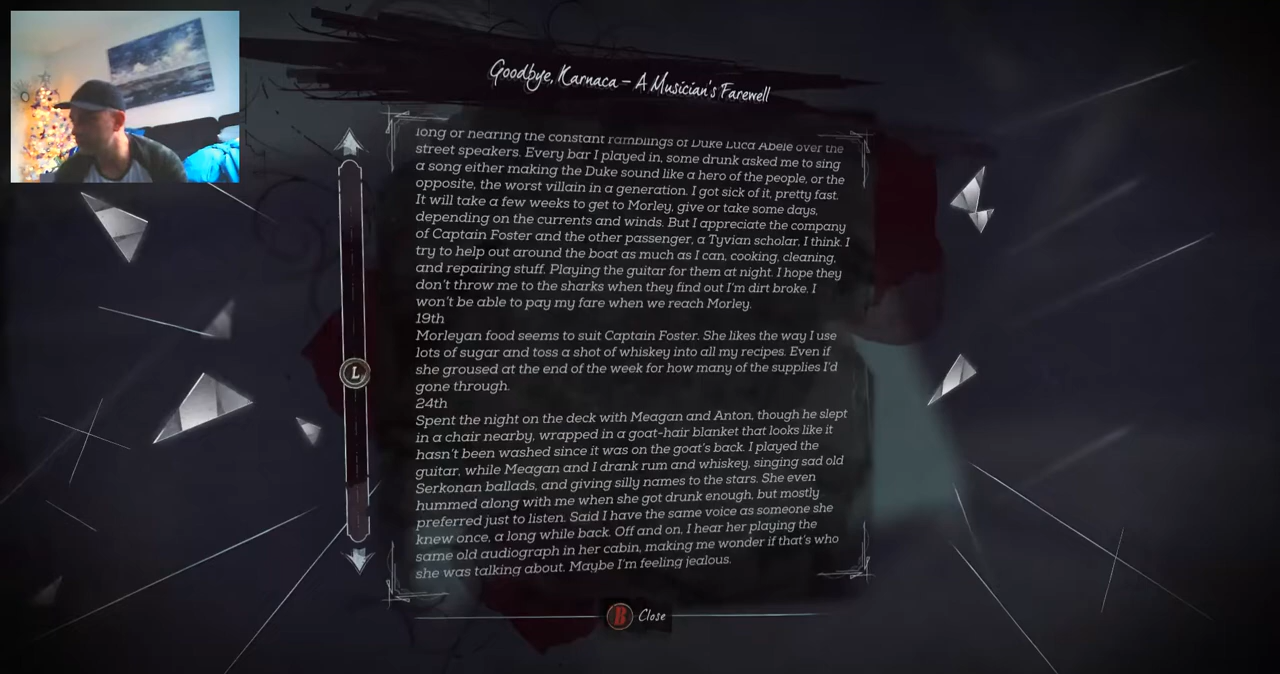 Goodbye, Karnaca – A Musician's Farewell
long or hearing the constant ramblings of Duke Luca Abele over the
street speakers. Every bar I played in, some drunk asked me to sing
a song either making the Duke sound like a hero of the people, or the
opposite, the worst villain in a generation. I got sick of it, pretty fast.
It will take a few weeks to get to Morley, give or take some days,
depending on the currents and winds. But I appreciate the company
of Captain Foster and the other passenger, a Tyvian scholar, I think. I
try to help out around the boat as much as I can, cooking, cleaning,
and repairing stuff. Playing the guitar for them at night. I hope they
don't throw me to the sharks when they find out I'm dirt broke. I
won't be able to pay my fare when we reach Morley.
19th
Morleyan food seems to suit Captain Foster. She likes the way I use
lots of sugar and toss a shot of whiskey into all my recipes. Even if
she groused at the end of the week for how many of the supplies I'd
gone through.
24th
Spent the night on the deck with Meagan and Anton, though he slept
in a chair nearby, wrapped in a goat-hair blanket that looks like it
hasn't been washed since it was on the goat's back. I played the
guitar, while Meagan and I drank rum and whiskey, singing sad old
Serkonan ballads, and giving silly names to the stars. She even
hummed along with me when she got drunk enough, but mostly
preferred just to listen. Said I have the same voice as someone she
knew once, a long while back. Off and on, I hear her playing the
same old audiograph in her cabin, making me wonder if that's who
she was talking about. Maybe I'm feeling jealous.
L
B Close